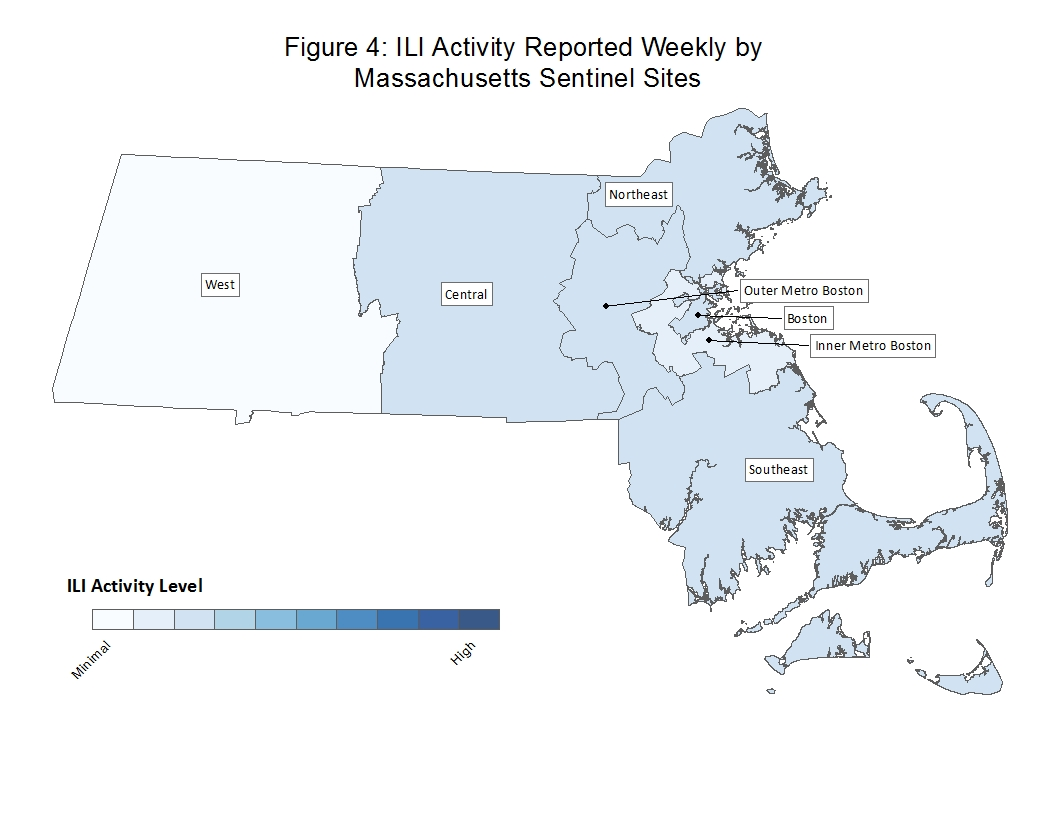 Figure 4: ILI Activity Reported Weekly by
Massachusetts Sentinel Sites
Northeast
West
Central
Outer Metro Boston
Boston
Inner Metro Boston
Southeast
ILI Activity Level
Minimal
High